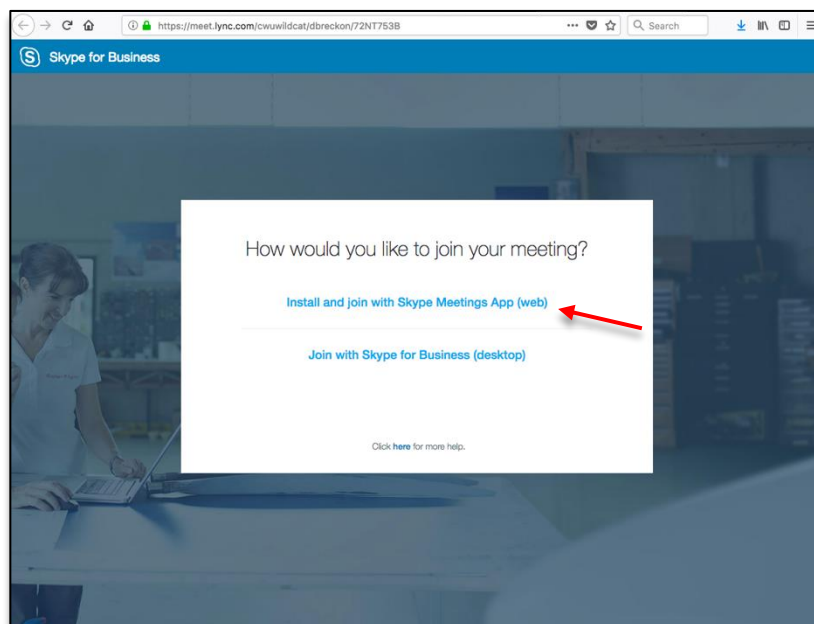 https://meet.lync.com/cwuwildcat/dbreckon/72NT753B
Search
Skype for Business
How would you like to join your meeting?
Install and join with Skype Meetings App (web)
Join with Skype for Business (desktop)
Click here for more help.